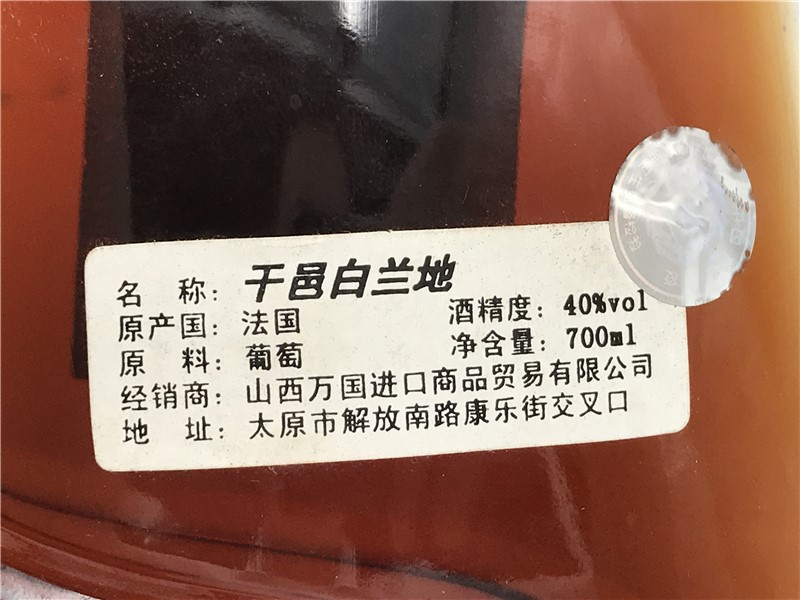 名 称：干邑白兰地
原产国：法国 酒精度：40%vol
原 料：葡萄 净含量：700ml
经销商：山西万国进口商品贸易有限公司
地 址：太原市解放南路康乐街交叉口